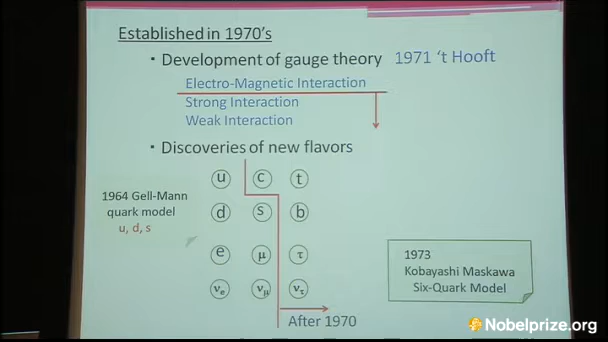 Established in 1970's
・Development of gauge theory 1971 't Hooft
Electro-Magnetic Interaction
Strong Interaction
Weak Interaction
・Discoveries of new flavors
u c t
1964 Gell-Mann
quark model
u, d, s
d s b
e μ τ
νe νμ ντ
1973
Kobayashi Maskawa
Six-Quark Model
After 1970
Nobelprize.org